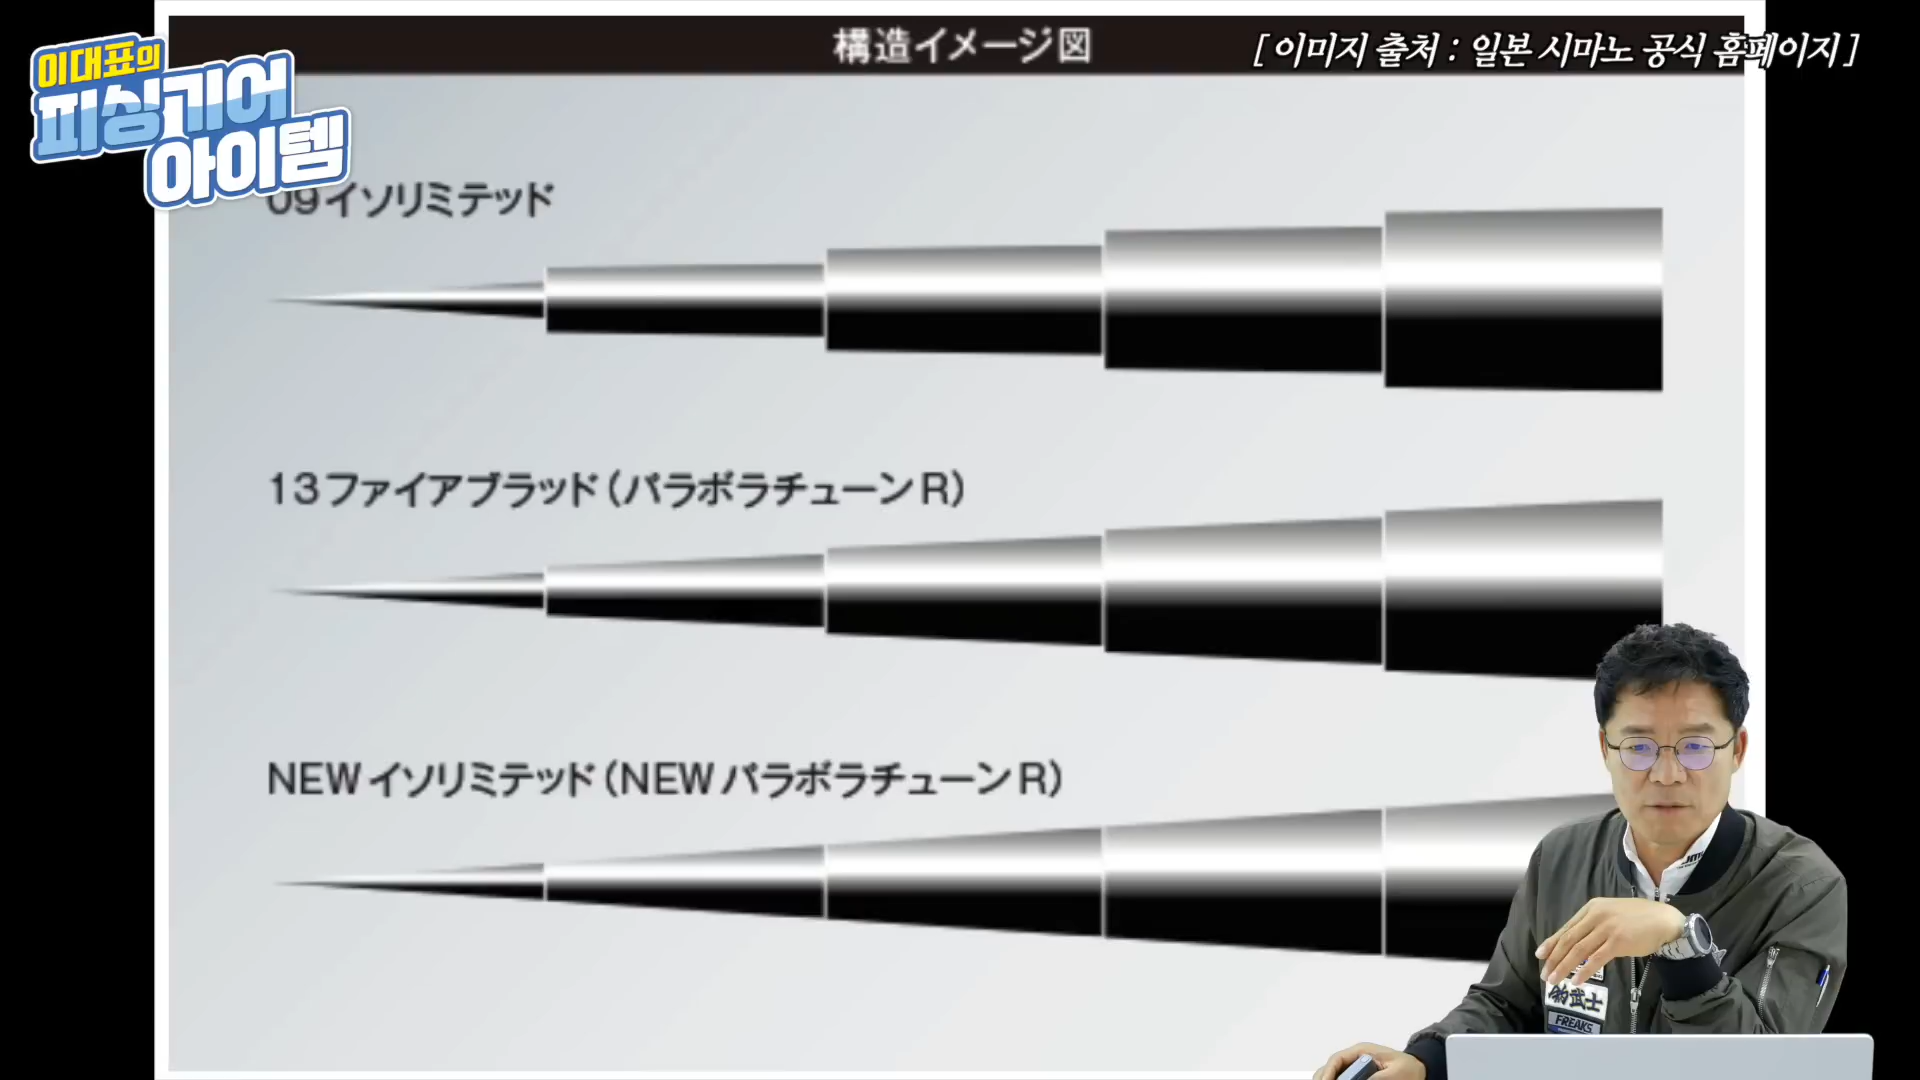 構造イメージ図
[ 이미지 출처 : 일본 시마노 공식 홈페이지 ]
이대표의
피싱기어
아이템
09イソリミテッド
13ファイアブラッド(パラボラチューンR)
NEWイソリミテッド(NEWパラボラチューンR)
武士
FREAKS